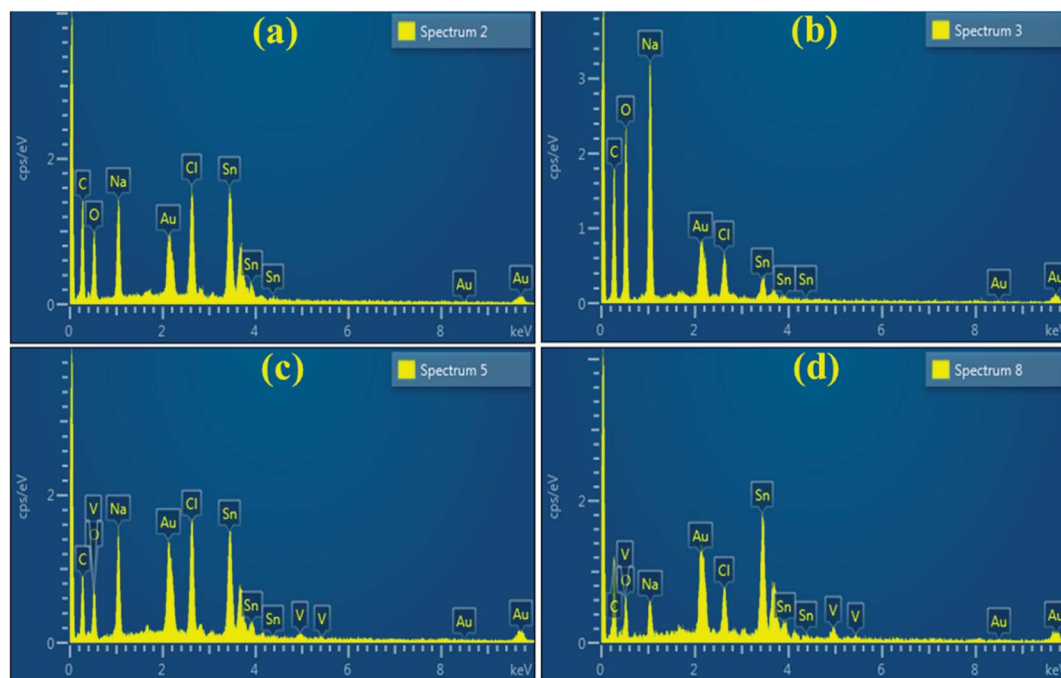 (a)
Spectrum 2
cps/eV
2
0
C
O
Na
Au
Cl
Sn
Sn
Sn
Au
Au
0 2 4 6 8 keV
(b)
Spectrum 3
cps/eV
3
2
1
0
C
O
Na
Au
Cl
Sn
Sn
Sn
Au
Au
0 2 4 6 8 keV
(c)
Spectrum 5
cps/eV
2
0
C
V
O
Na
Au
Cl
Sn
Sn
Sn
V
V
Au
Au
0 2 4 6 8 keV
(d)
Spectrum 8
cps/eV
2
0
C
V
O
Na
Au
Cl
Sn
Sn
Sn
V
V
Au
Au
0 2 4 6 8 keV